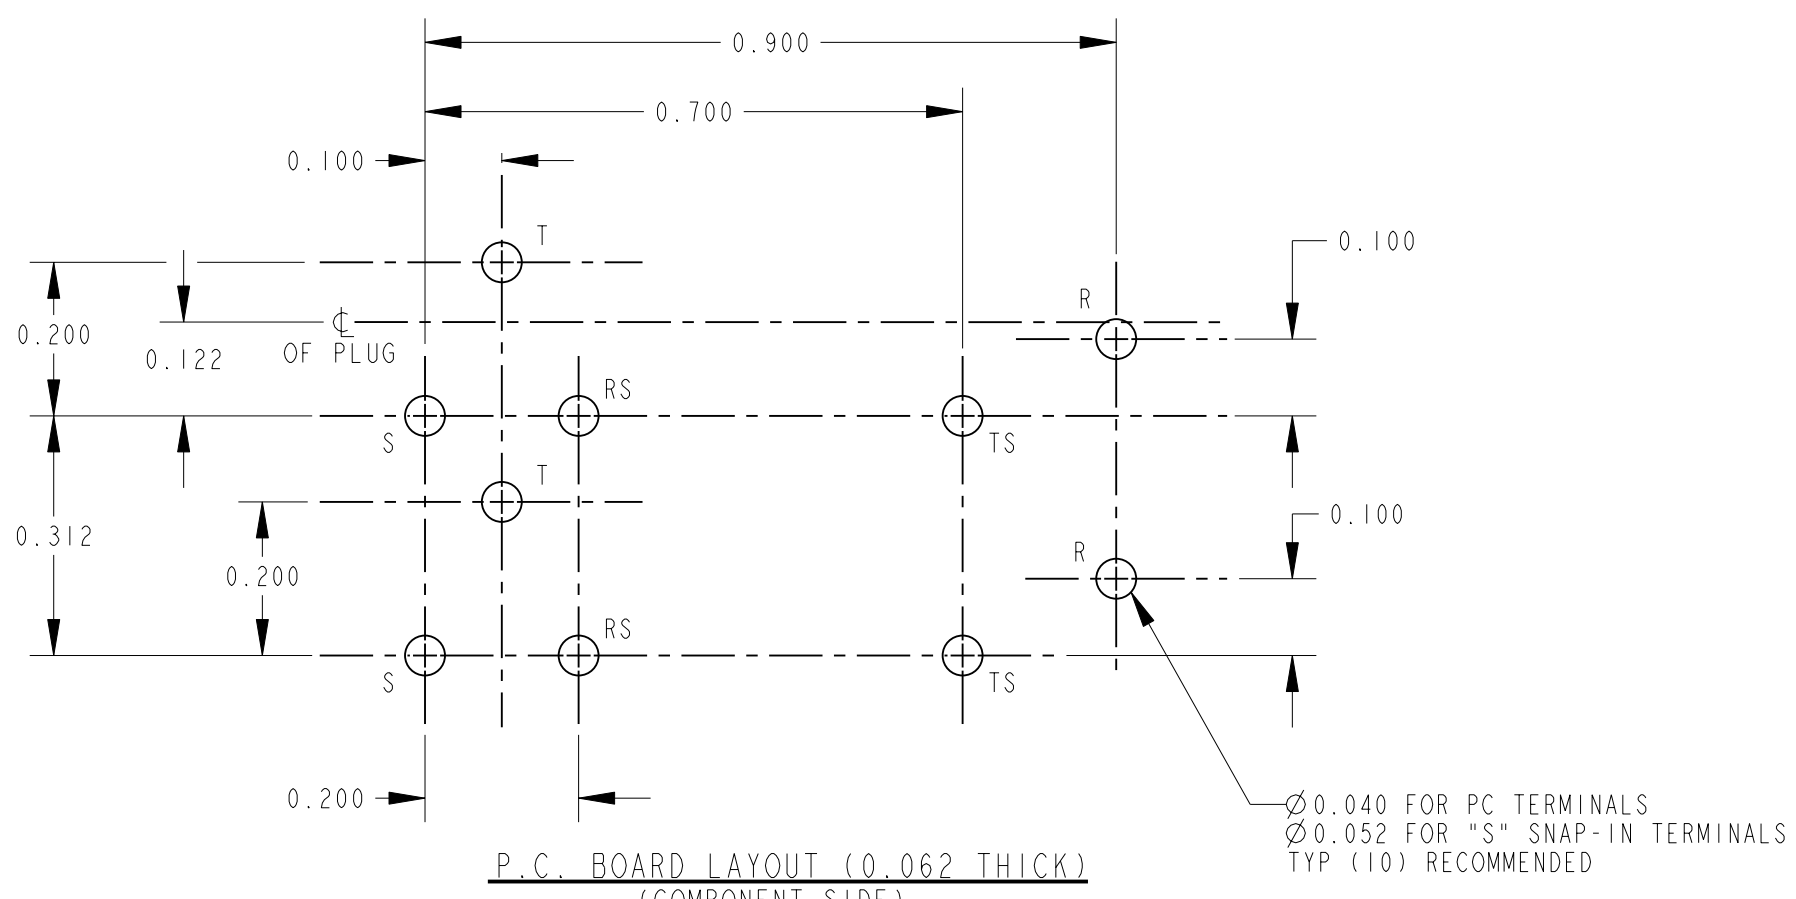 0.900
0.700
0.100
T
0.100
R
℄
OF PLUG
0.200
0.122
RS
S
TS
T
0.100
0.312
R
0.200
RS
S
TS
0.200
Ø0.040 FOR PC TERMINALS
Ø0.052 FOR "S" SNAP-IN TERMINALS
TYP (10) RECOMMENDED
P.C. BOARD LAYOUT (0.062 THICK)
(COMPONENT SIDE)